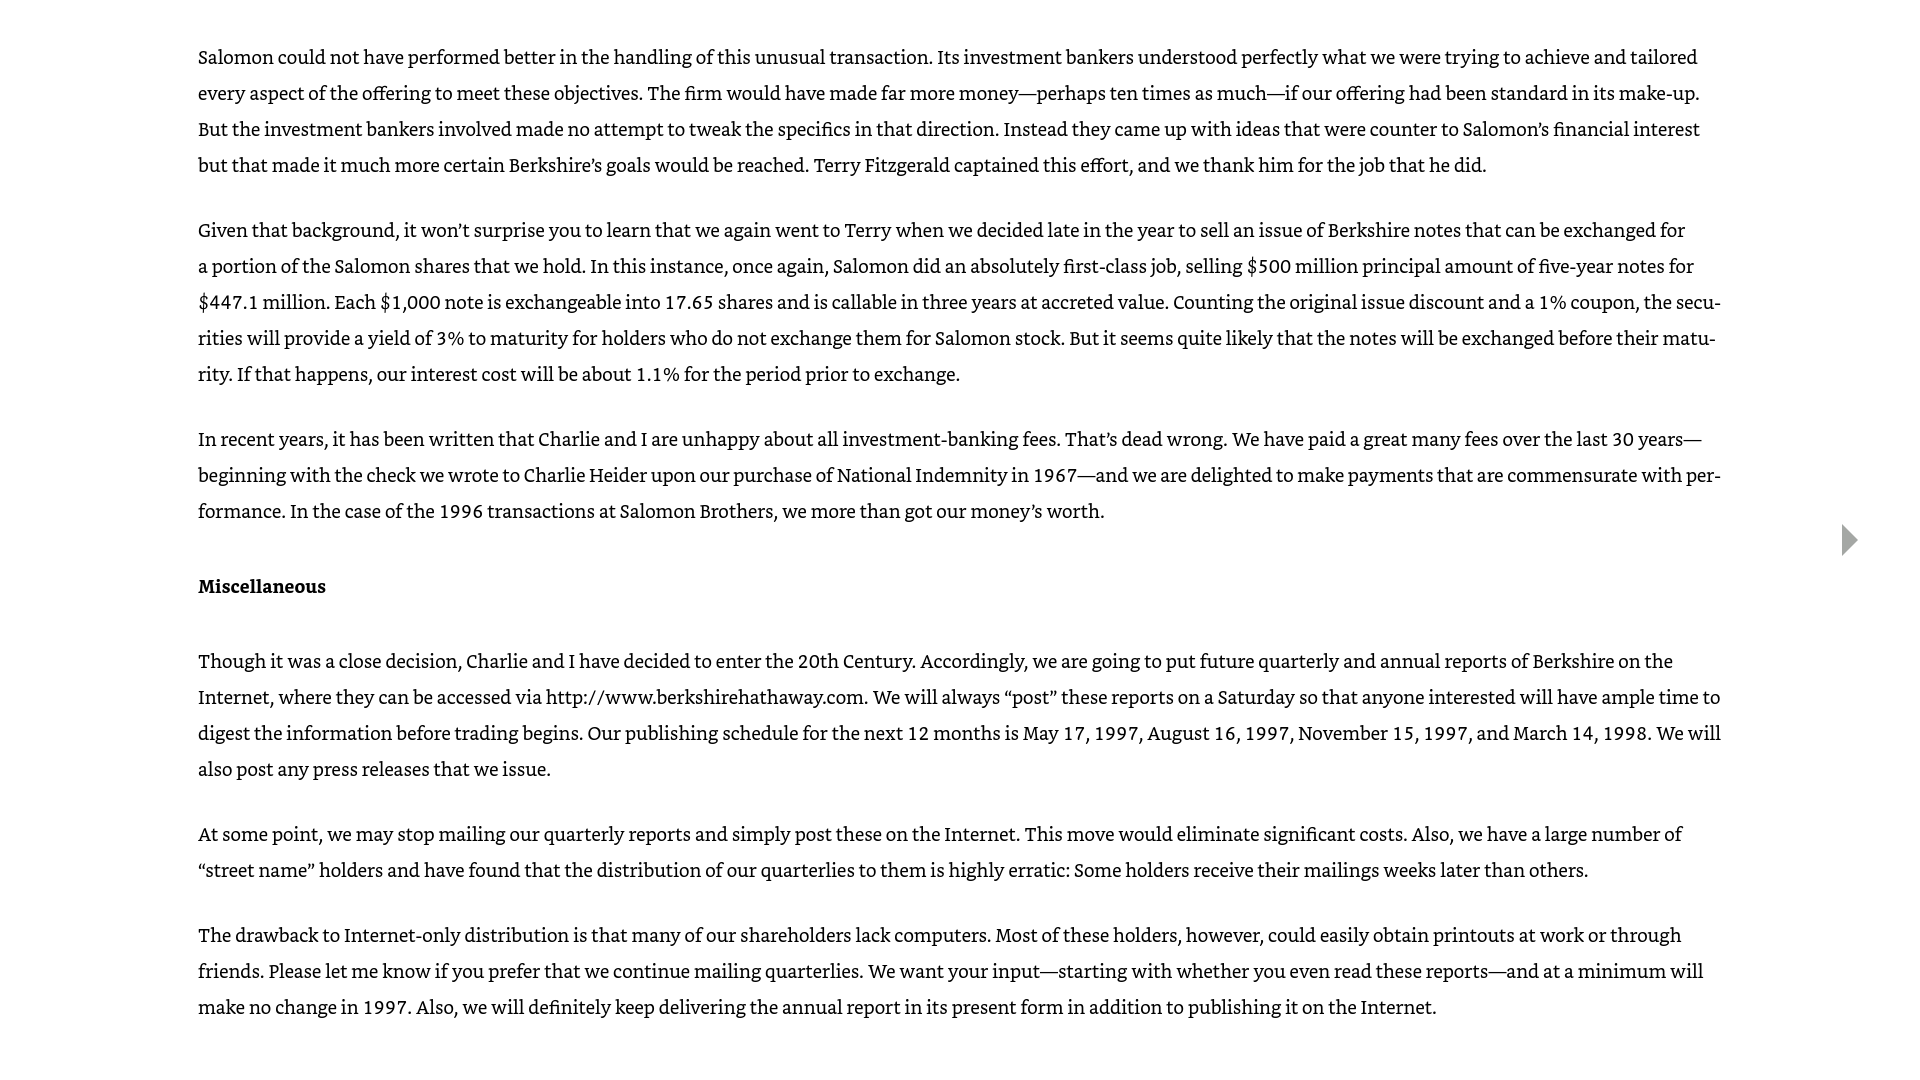 Salomon could not have performed better in the handling of this unusual transaction. Its investment bankers understood perfectly what we were trying to achieve and tailored
every aspect of the offering to meet these objectives. The firm would have made far more money—perhaps ten times as much—if our offering had been standard in its make-up.
But the investment bankers involved made no attempt to tweak the specifics in that direction. Instead they came up with ideas that were counter to Salomon’s financial interest
but that made it much more certain Berkshire’s goals would be reached. Terry Fitzgerald captained this effort, and we thank him for the job that he did.
Given that background, it won’t surprise you to learn that we again went to Terry when we decided late in the year to sell an issue of Berkshire notes that can be exchanged for
a portion of the Salomon shares that we hold. In this instance, once again, Salomon did an absolutely first-class job, selling $500 million principal amount of five-year notes for
$447.1 million. Each $1,000 note is exchangeable into 17.65 shares and is callable in three years at accreted value. Counting the original issue discount and a 1% coupon, the secu-
rities will provide a yield of 3% to maturity for holders who do not exchange them for Salomon stock. But it seems quite likely that the notes will be exchanged before their matu-
rity. If that happens, our interest cost will be about 1.1% for the period prior to exchange.
In recent years, it has been written that Charlie and I are unhappy about all investment-banking fees. That’s dead wrong. We have paid a great many fees over the last 30 years—
beginning with the check we wrote to Charlie Heider upon our purchase of National Indemnity in 1967—and we are delighted to make payments that are commensurate with per-
formance. In the case of the 1996 transactions at Salomon Brothers, we more than got our money’s worth.
Miscellaneous
Though it was a close decision, Charlie and I have decided to enter the 20th Century. Accordingly, we are going to put future quarterly and annual reports of Berkshire on the
Internet, where they can be accessed via http://www.berkshirehathaway.com. We will always “post” these reports on a Saturday so that anyone interested will have ample time to
digest the information before trading begins. Our publishing schedule for the next 12 months is May 17, 1997, August 16, 1997, November 15, 1997, and March 14, 1998. We will
also post any press releases that we issue.
At some point, we may stop mailing our quarterly reports and simply post these on the Internet. This move would eliminate significant costs. Also, we have a large number of
“street name” holders and have found that the distribution of our quarterlies to them is highly erratic: Some holders receive their mailings weeks later than others.
The drawback to Internet-only distribution is that many of our shareholders lack computers. Most of these holders, however, could easily obtain printouts at work or through
friends. Please let me know if you prefer that we continue mailing quarterlies. We want your input—starting with whether you even read these reports—and at a minimum will
make no change in 1997. Also, we will definitely keep delivering the annual report in its present form in addition to publishing it on the Internet.